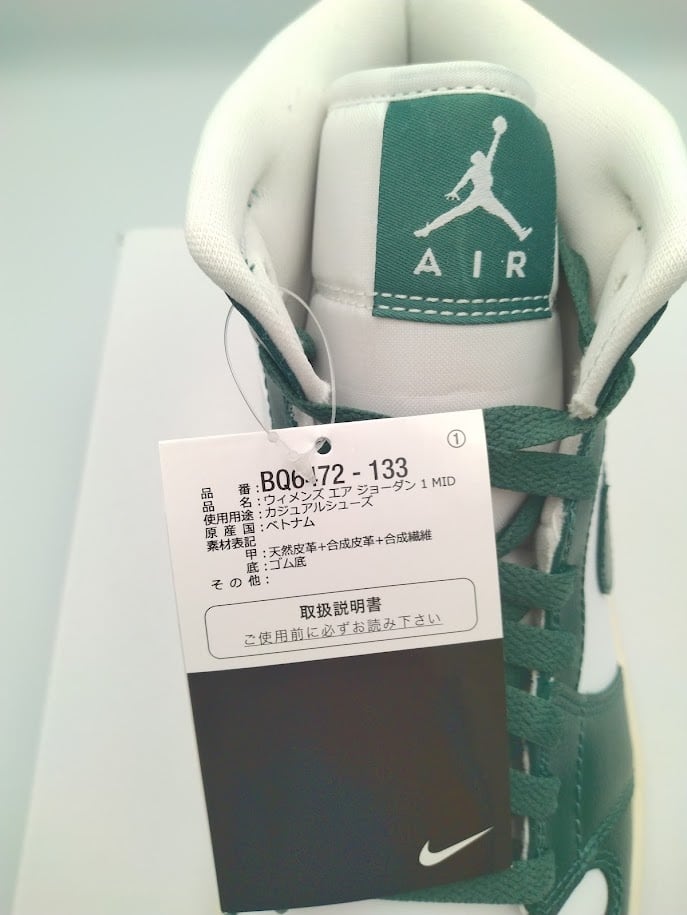 AIR
①
品 番:BQ6472-133
品 名:ウィメンズ エア ジョーダン 1 MID
使用用途:カジュアルシューズ
原産国:ベトナム
素材表記
甲:天然皮革+合成皮革+合成繊維
底:ゴム底
その他:
取扱説明書
ご使用前に必ずお読み下さい